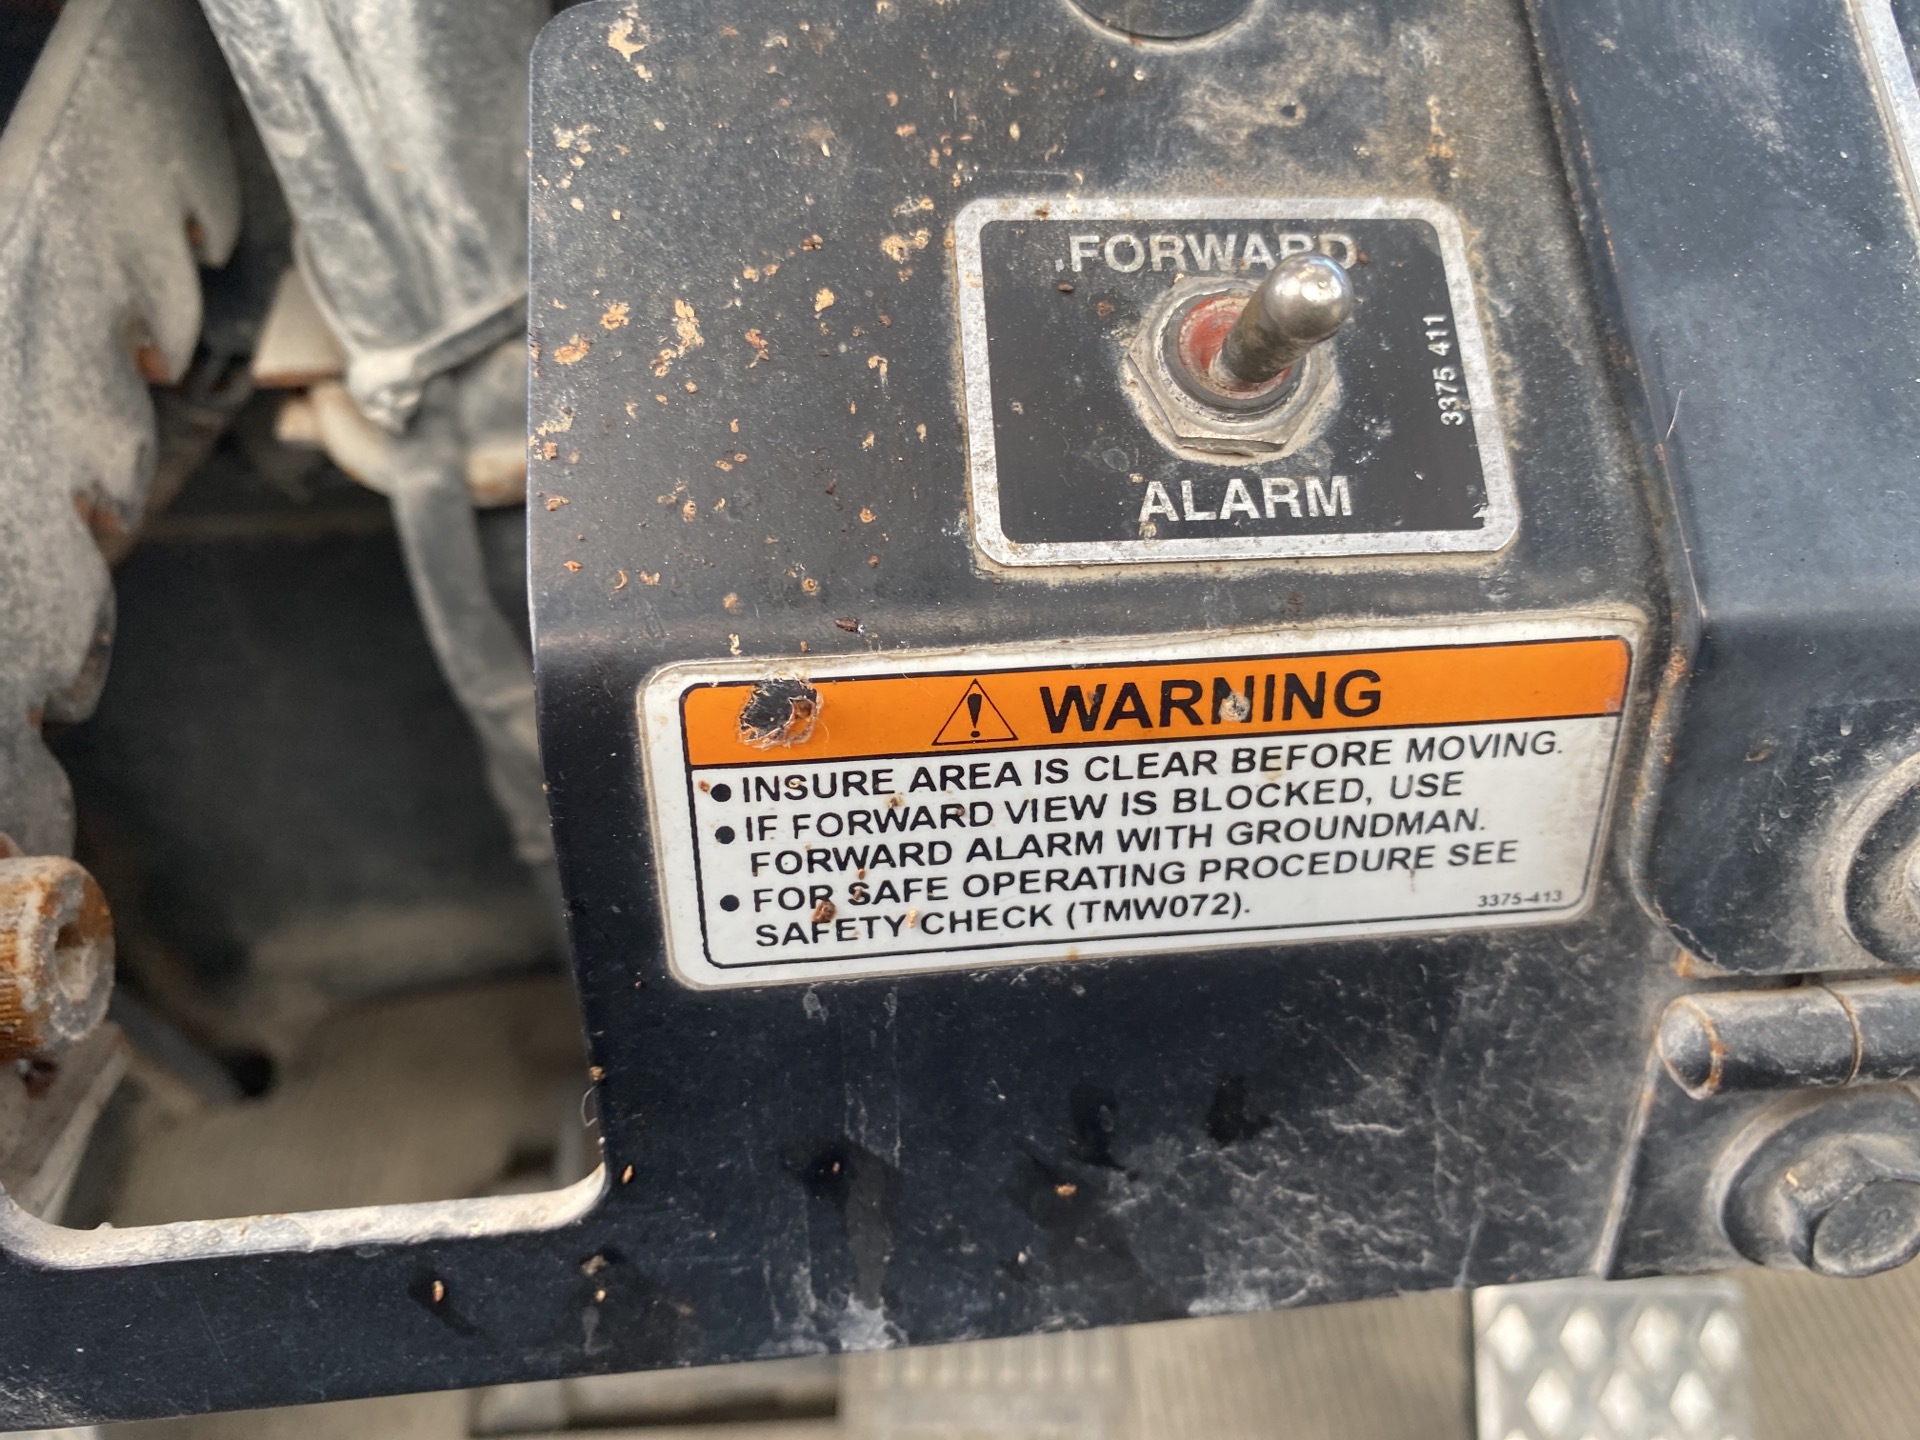 FORWARD
3375 411
ALARM
WARNING
• INSURE AREA IS CLEAR BEFORE MOVING.
• IF FORWARD VIEW IS BLOCKED, USE
FORWARD ALARM WITH GROUNDMAN.
• FOR SAFE OPERATING PROCEDURE SEE
SAFETY CHECK (TMW072).
3375-413